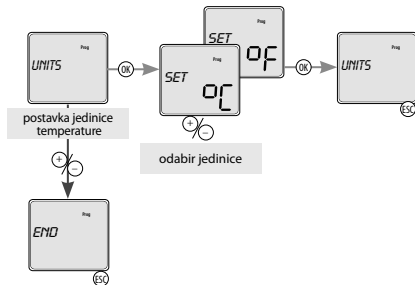 Prog
SET
°F
Prog
UNITS
OK
Prog
SET
°C
OK
Prog
UNITS
ESC
postavka jedinice
temperature
+/−
odabir jedinice
+/−
Prog
END
ESC